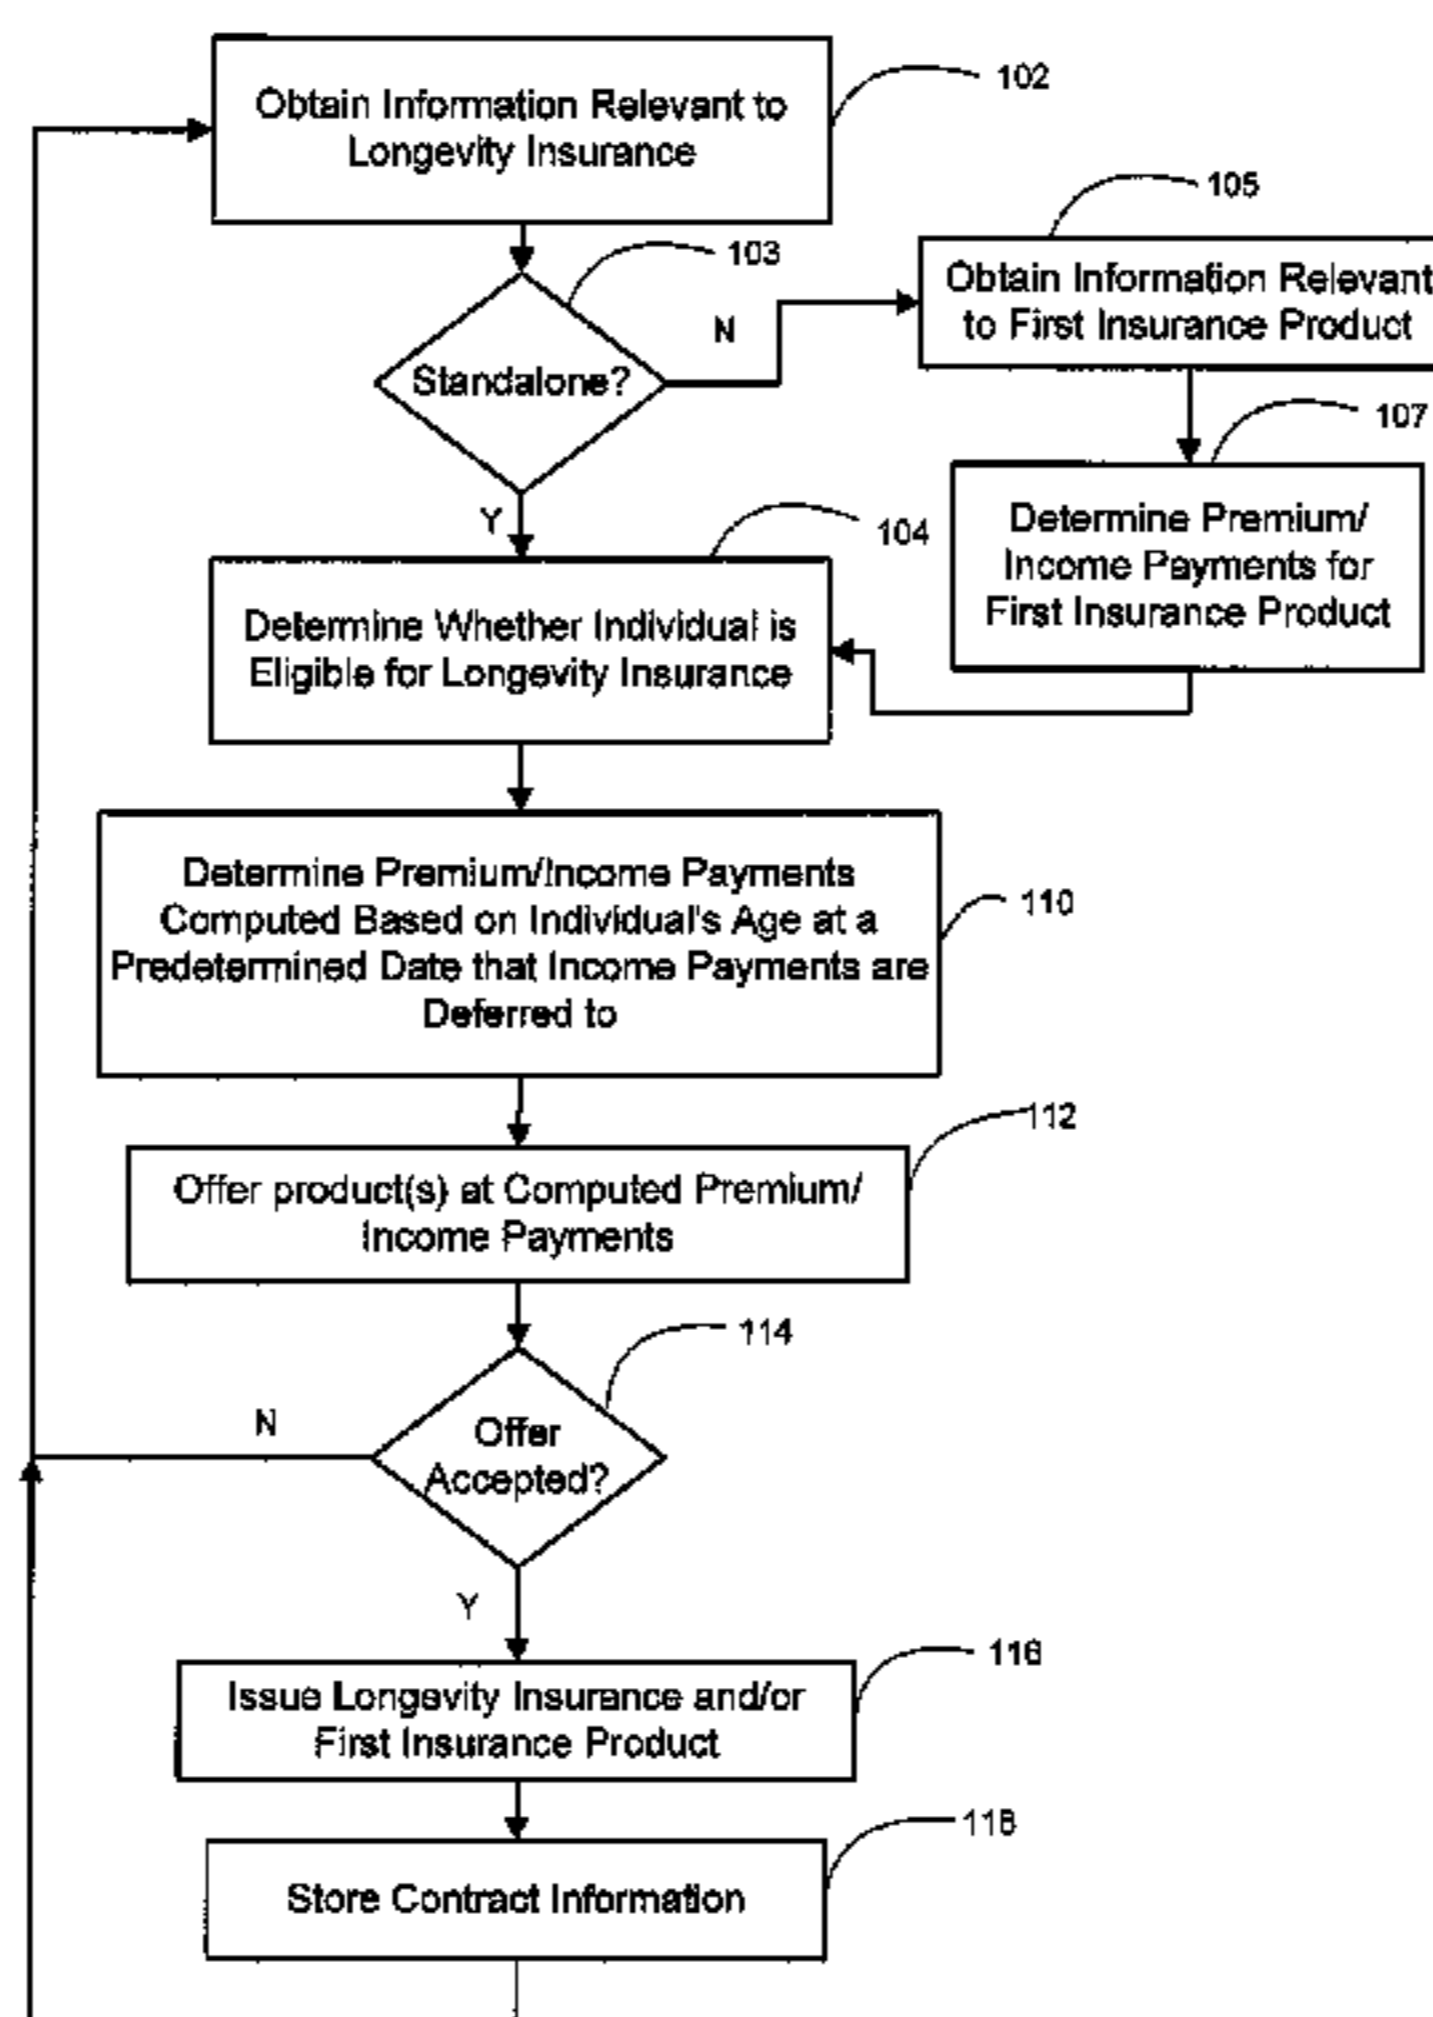 Obtain Information Relevant to
Longevity Insurance
102
105
103
Obtain Information Relevant
to First Insurance Product
N
Standalone?
107
Y
104
Determine Premium/
Income Payments for
First Insurance Product
Determine Whether Individual is
Eligible for Longevity Insurance
Determine Premium/Income Payments
Computed Based on Individual's Age at a
Predetermined Date that Income Payments are
Deferred to
110
112
Offer product(s) at Computed Premium/
Income Payments
114
N
Offer
Accepted?
Y
116
Issue Longevity Insurance and/or
First Insurance Product
118
Store Contract Information